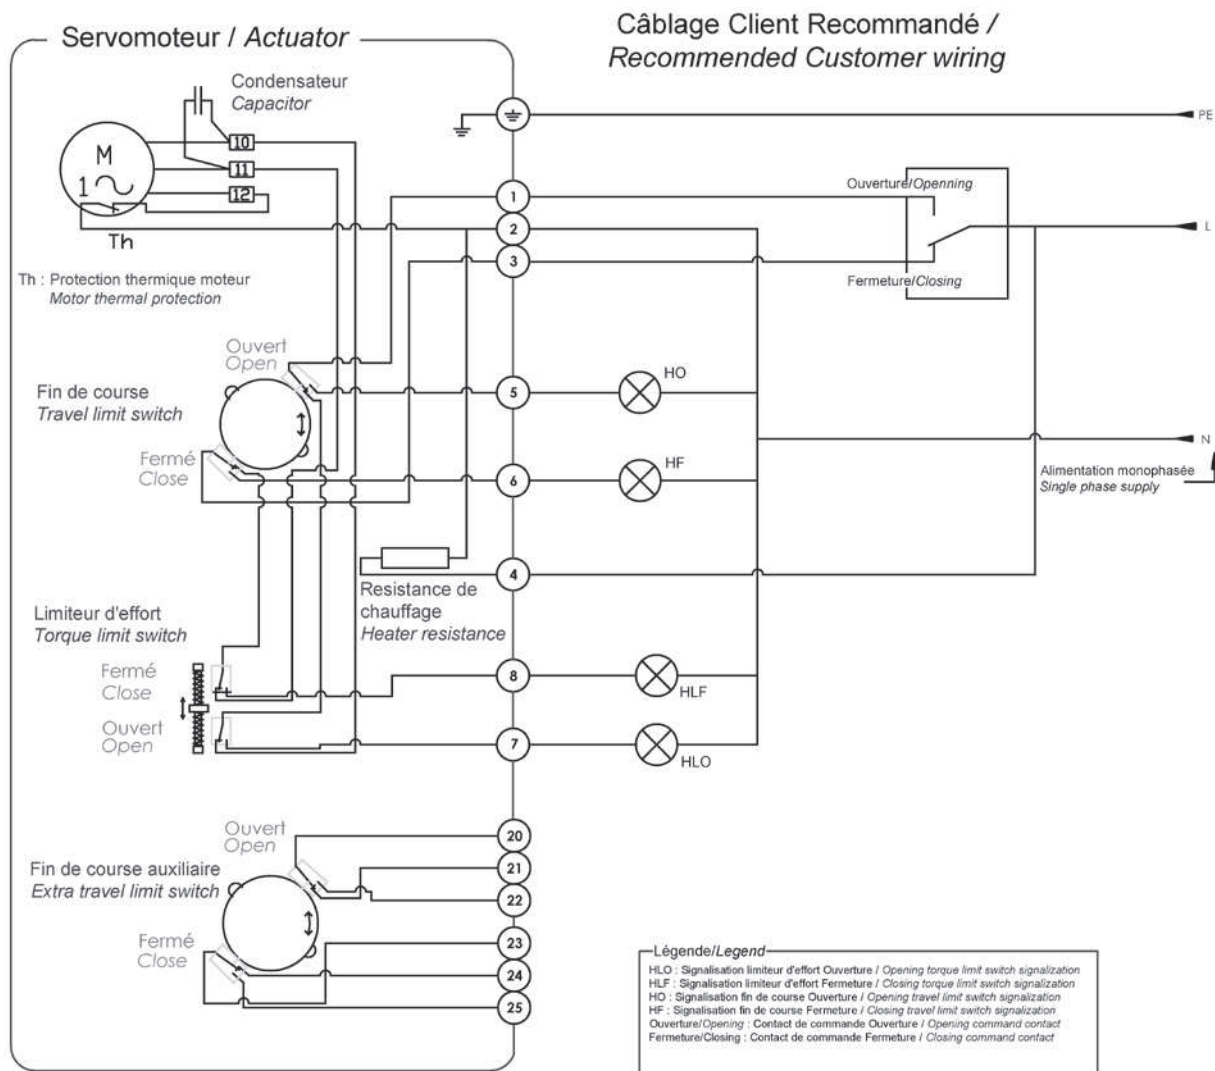 Servomoteur / Actuator
Câblage Client Recommandé /
Recommended Customer wiring
Condensateur
Capacitor
PE
10
M
11
1
12
Ouverture/Openning
1
2
L
Th
3
Th : Protection thermique moteur
Motor thermal protection
Fermeture/Closing
Ouvert
Open
HO
Fin de course
Travel limit switch
5
N
Fermé
Close
HF
6
Alimentation monophasée
Single phase supply
4
Resistance de
chauffage
Heater resistance
Limiteur d'effort
Torque limit switch
Fermé
Close
8
HLF
Ouvert
Open
7
HLO
Ouvert
Open
20
Fin de course auxiliaire
Extra travel limit switch
21
22
Fermé
Close
23
24
25
Légende/Legend
HLO : Signalisation limiteur d'effort Ouverture / Opening torque limit switch signalization
HLF : Signalisation limiteur d'effort Fermeture / Closing torque limit switch signalization
HO : Signalisation fin de course Ouverture / Opening travel limit switch signalization
HF : Signalisation fin de course Fermeture / Closing travel limit switch signalization
Ouverture/Opening : Contact de commande Ouverture / Opening command contact
Fermeture/Closing : Contact de commande Fermeture / Closing command contact